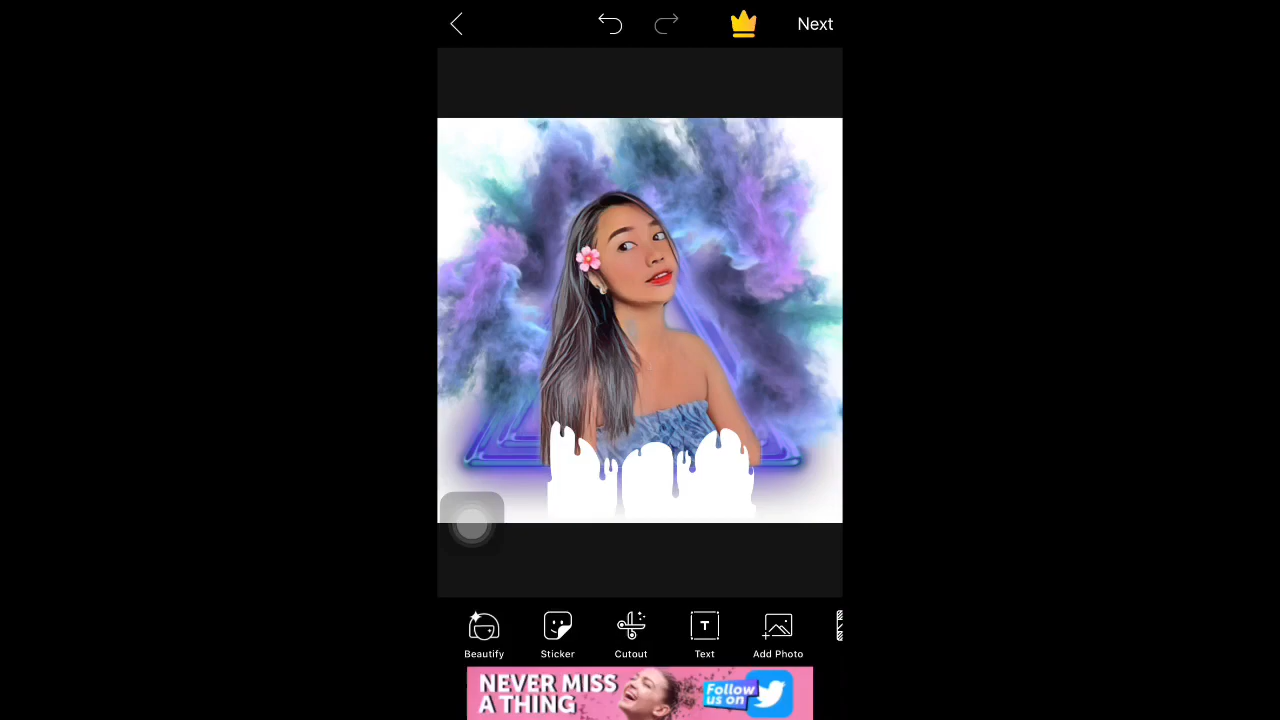 Next
Beautify
Sticker
Cutout
T
Text
Add Photo
NEVER MISS
A THING
Follow
us on